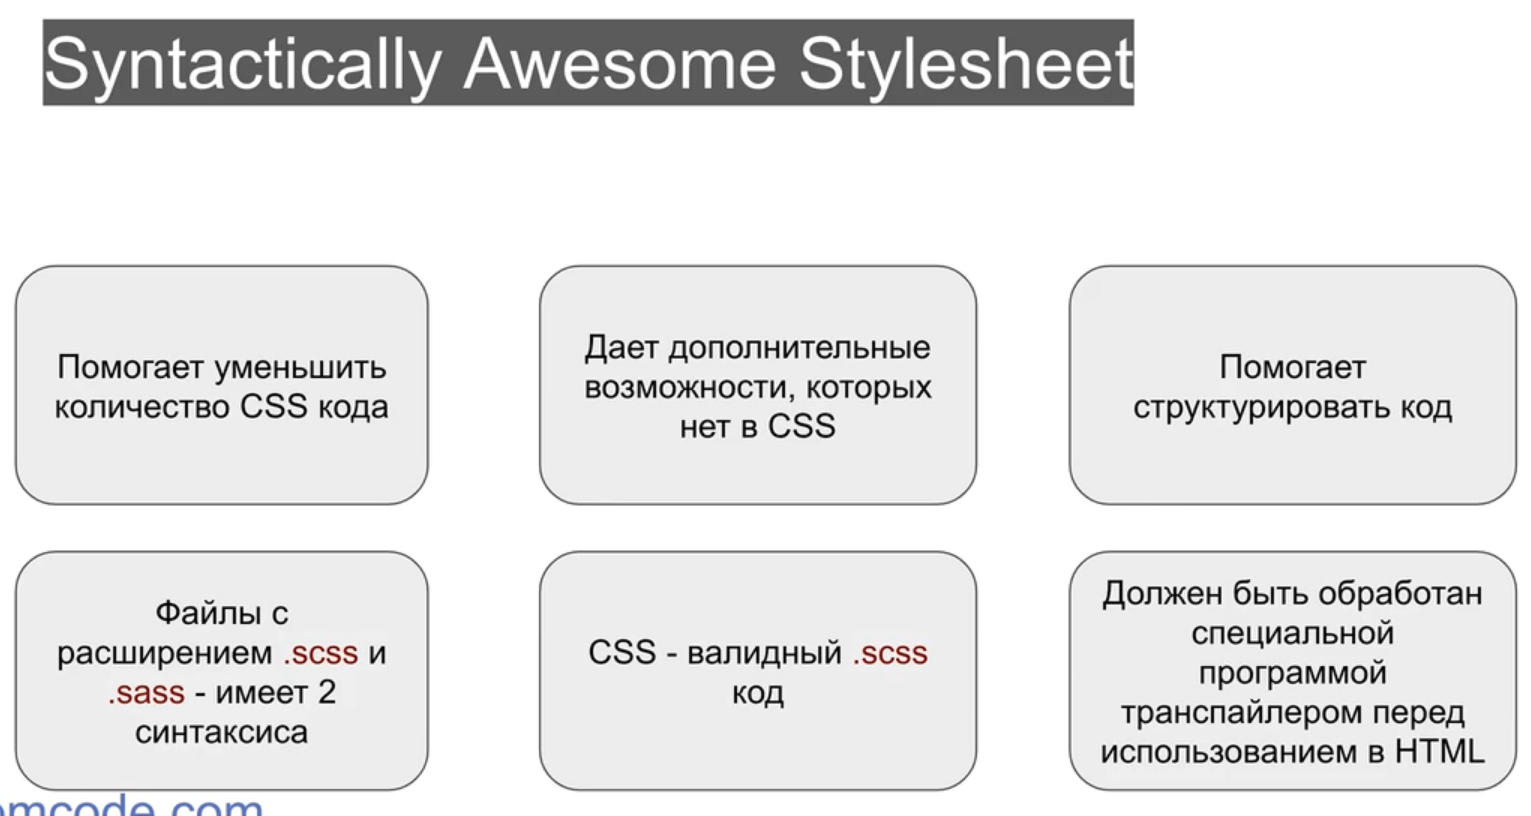 Syntactically Awesome Stylesheet
Помогает уменьшить
количество CSS кода
Дает дополнительные
возможности, которых
нет в CSS
Помогает
структурировать код
Файлы с
расширением .scss и
.sass - имеет 2
синтаксиса
CSS - валидный .scss
код
Должен быть обработан
специальной
программой
транспайлером перед
использованием в HTML
omcode.com